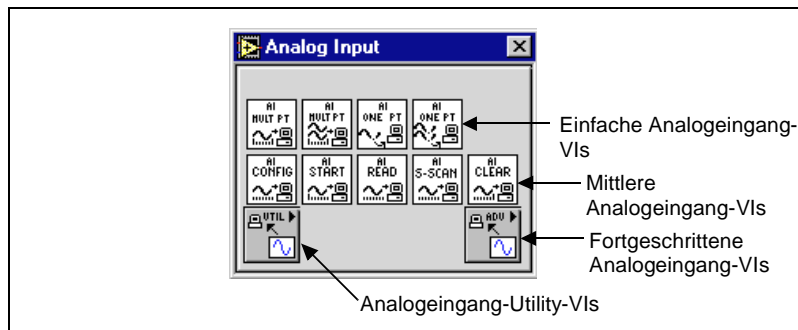 Analog Input
AI MULT PT
AI MULT PT
AI ONE PT
AI ONE PT
Einfache Analogeingang-
VIs
AI CONFIG
AI START
AI READ
AI S-SCAN
AI CLEAR
Mittlere
Analogeingang-VIs
UTIL
ADV
Fortgeschrittene
Analogeingang-VIs
Analogeingang-Utility-VIs